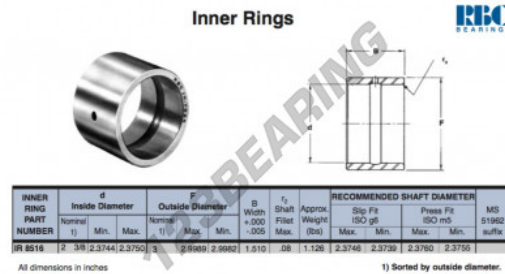 Inner Rings
RBC
BEARINGS
123BEARING
B
d
F
INNER RING PART NUMBER
d Inside Diameter
F Outside Diameter
B Width +.000 -.005
Shaft Fillet Max.
Approx. Weight (lbs)
RECOMMENDED SHAFT DIAMETER
Slip Fit ISO g6
Press Fit ISO m5
MS 51962 suffix
Nominal 1) Min. Max. Nominal 1) Max. Min. Max. Min. Max. Min.
IR 8516 2 3/8 2.3744 2.3750 3 2.9989 2.9982 1.510 .08 1.126 2.3746 2.3739 2.3760 2.3755
All dimensions in inches
1) Sorted by outside diameter.